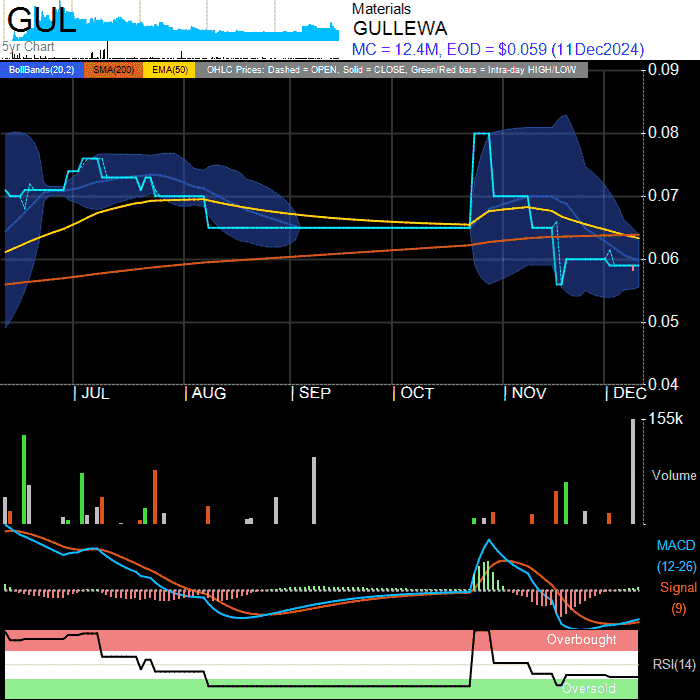 GUL
5yr Chart
Materials
GULLEWA
MC = 12.4M, EOD = $0.059 (11Dec2024)
BollBands(20,2) SMA(200) EMA(50) OHLC Prices: Dashed = OPEN, Solid = CLOSE, Green/Red bars = Intra-day HIGH/LOW
0.09
0.08
0.07
0.06
0.05
0.04
| JUL | AUG | SEP | OCT | NOV | DEC
155k
Volume
MACD
(12-26)
Signal
(9)
Overbought
RSI(14)
Oversold